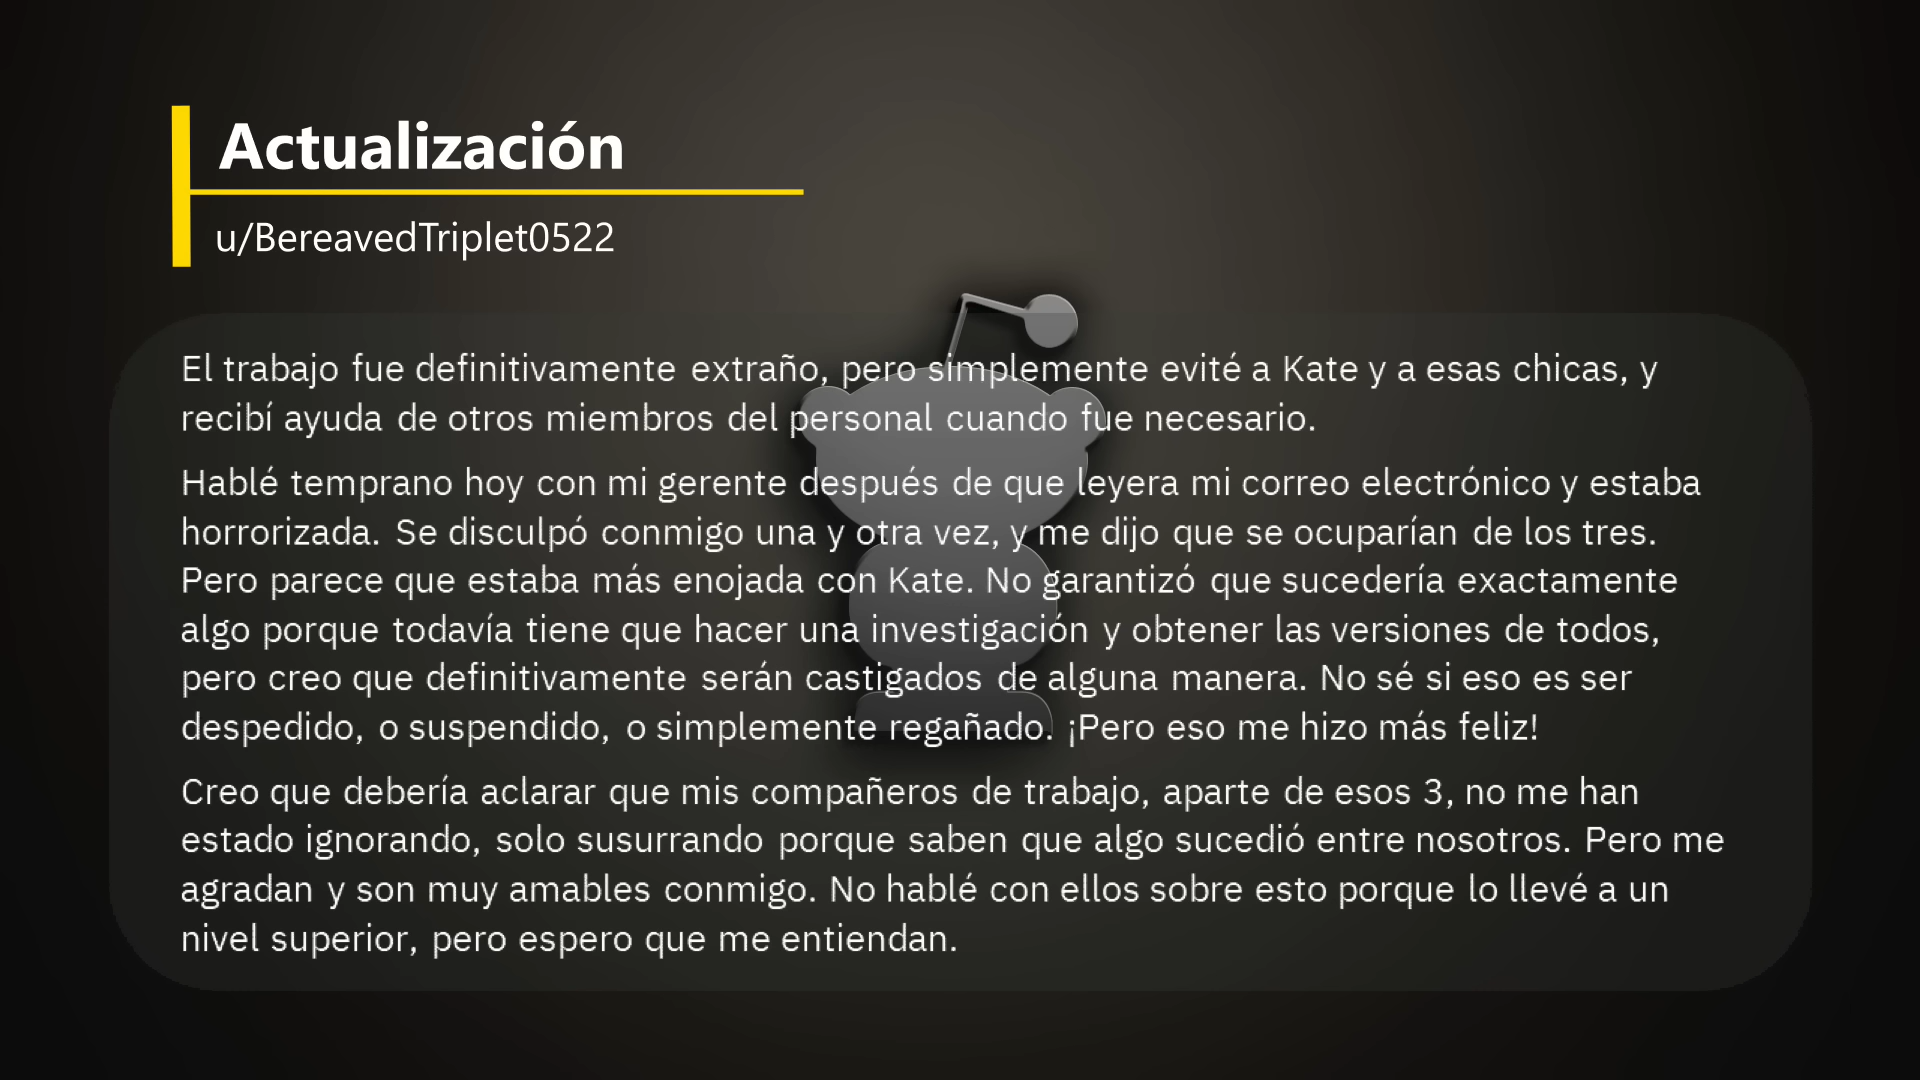 Actualización
u/BereavedTriplet0522
El trabajo fue definitivamente extraño, pero simplemente evité a Kate y a esas chicas, y
recibí ayuda de otros miembros del personal cuando fue necesario.
Hablé temprano hoy con mi gerente después de que leyera mi correo electrónico y estaba
horrorizada. Se disculpó conmigo una y otra vez, y me dijo que se ocuparían de los tres.
Pero parece que estaba más enojada con Kate. No garantizó que sucedería exactamente
algo porque todavía tiene que hacer una investigación y obtener las versiones de todos,
pero creo que definitivamente serán castigados de alguna manera. No sé si eso es ser
despedido, o suspendido, o simplemente regañado. ¡Pero eso me hizo más feliz!
Creo que debería aclarar que mis compañeros de trabajo, aparte de esos 3, no me han
estado ignorando, solo susurrando porque saben que algo sucedió entre nosotros. Pero me
agradan y son muy amables conmigo. No hablé con ellos sobre esto porque lo llevé a un
nivel superior, pero espero que me entiendan.